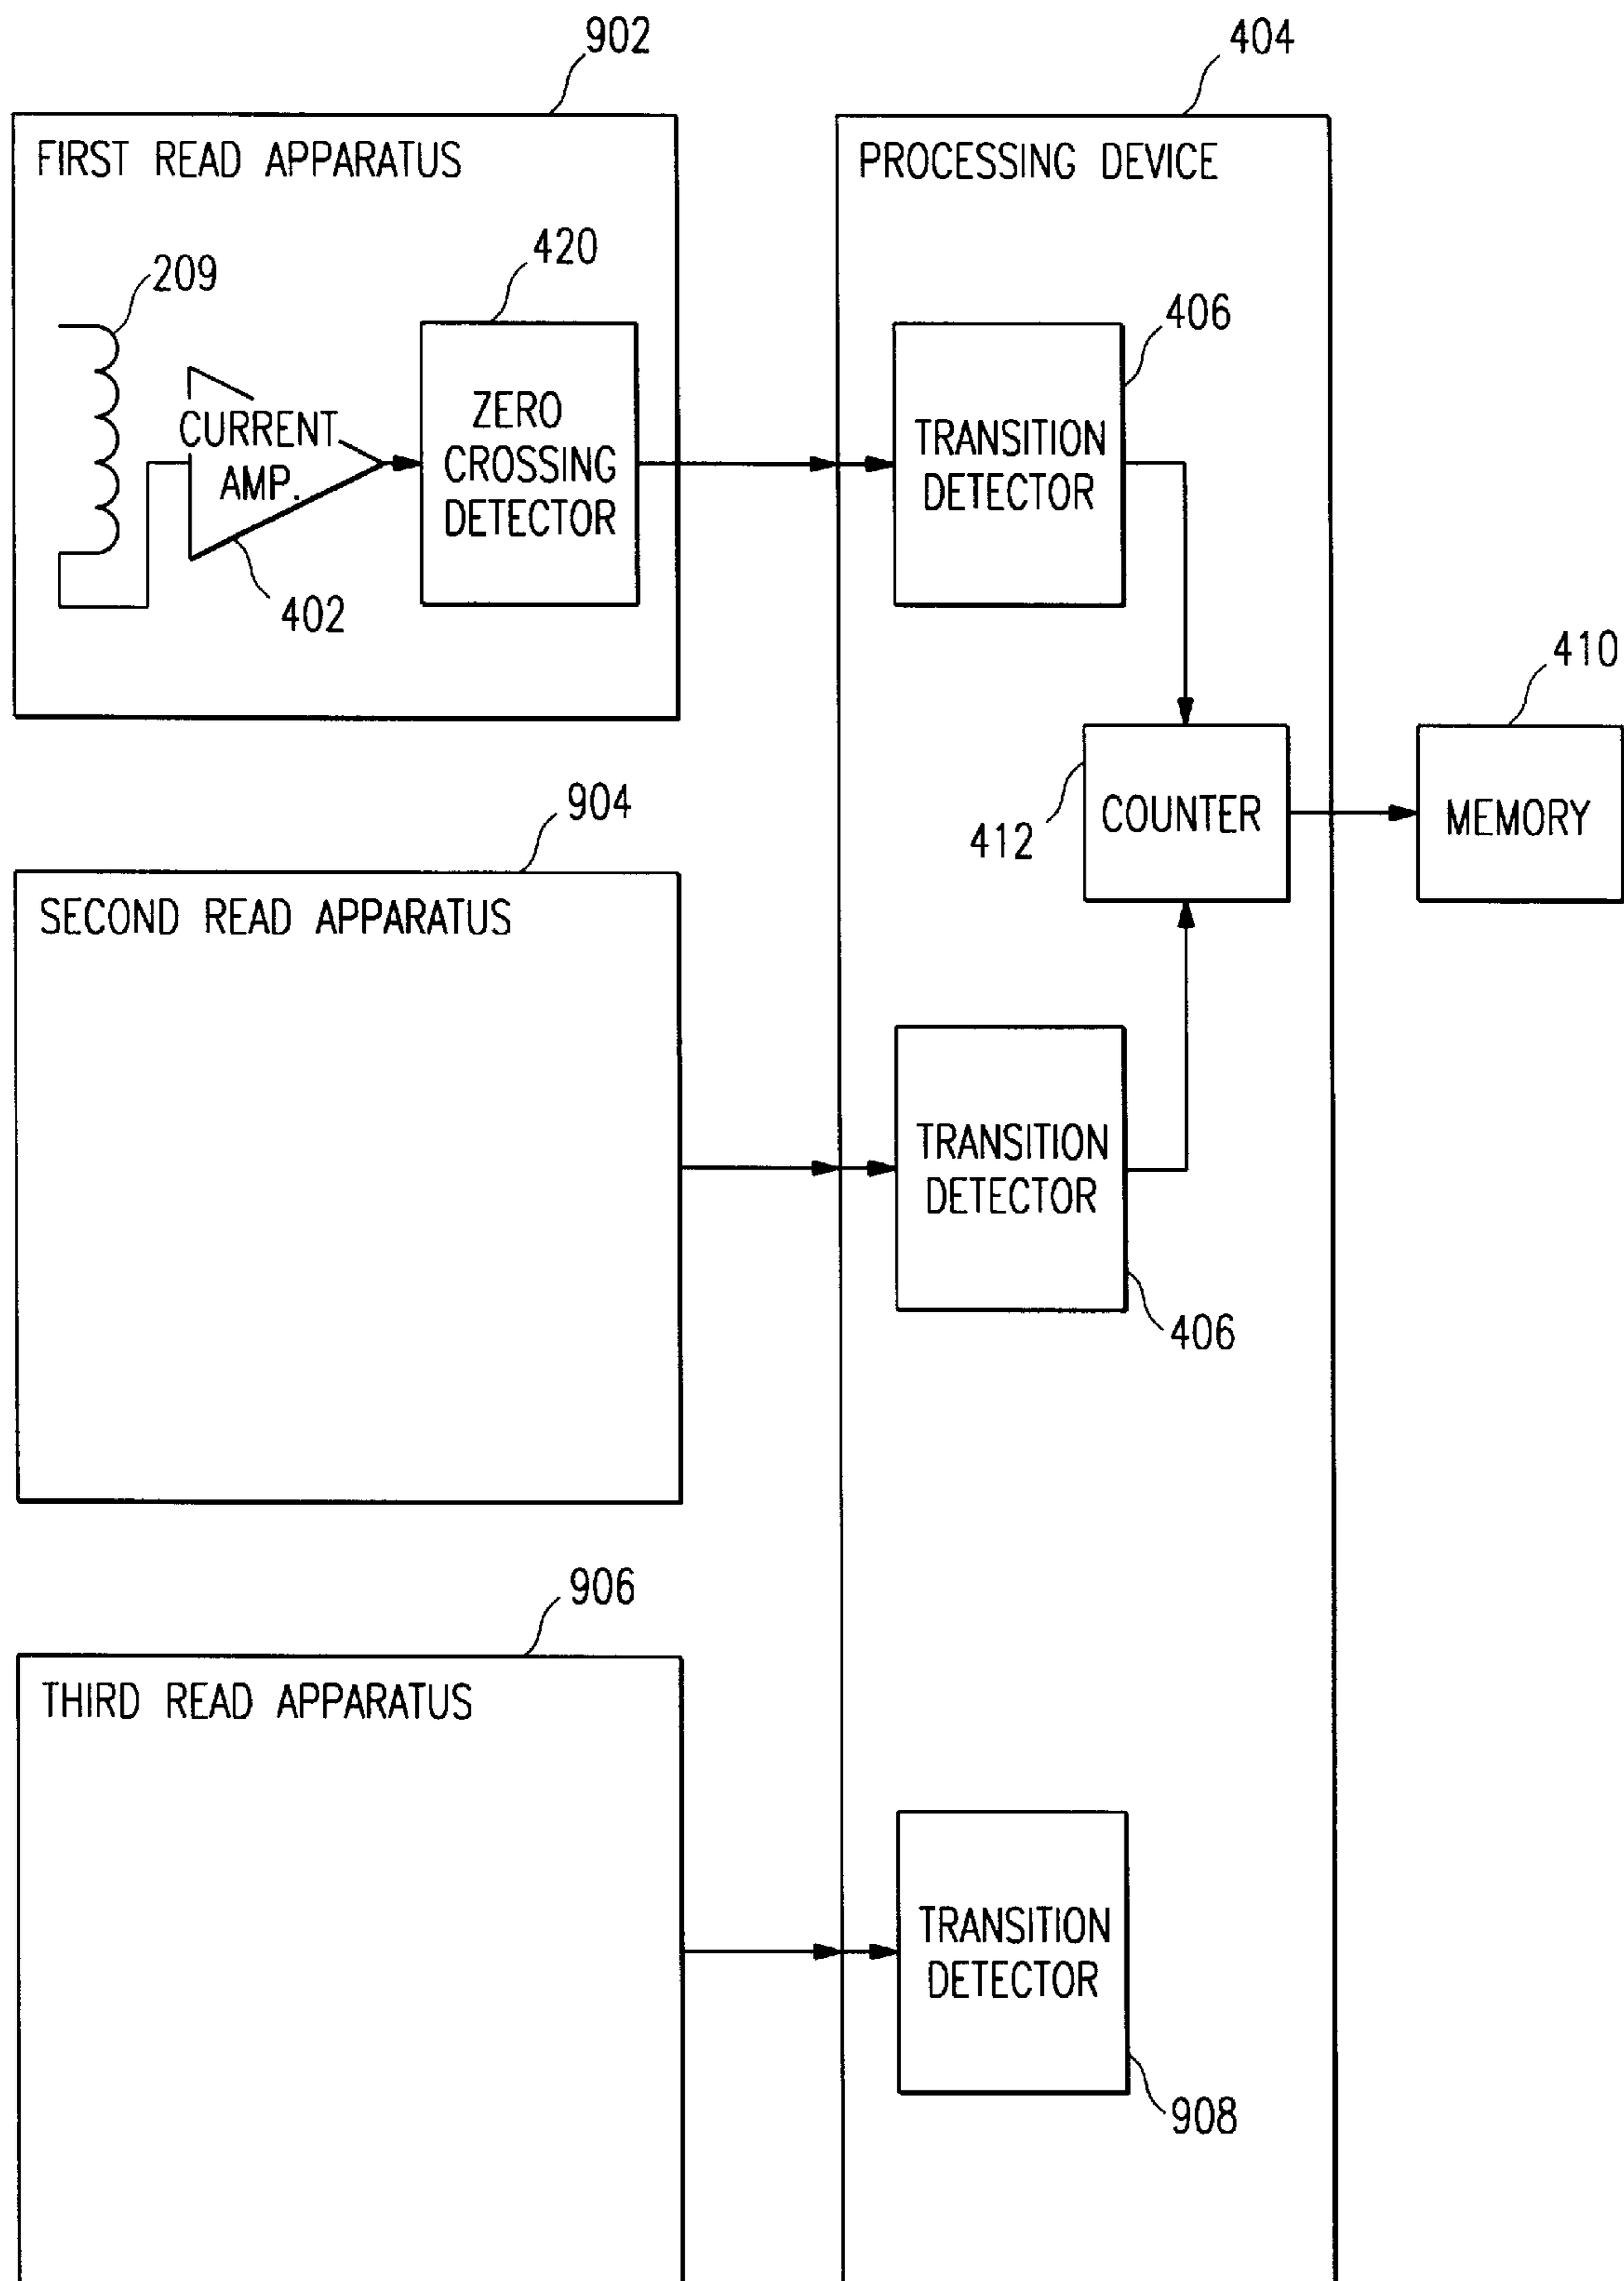 902
404
FIRST READ APPARATUS
PROCESSING DEVICE
209
420
406
CURRENT
AMP.
ZERO
CROSSING
DETECTOR
TRANSITION
DETECTOR
402
410
412
COUNTER
MEMORY
904
SECOND READ APPARATUS
TRANSITION
DETECTOR
406
906
THIRD READ APPARATUS
TRANSITION
DETECTOR
908